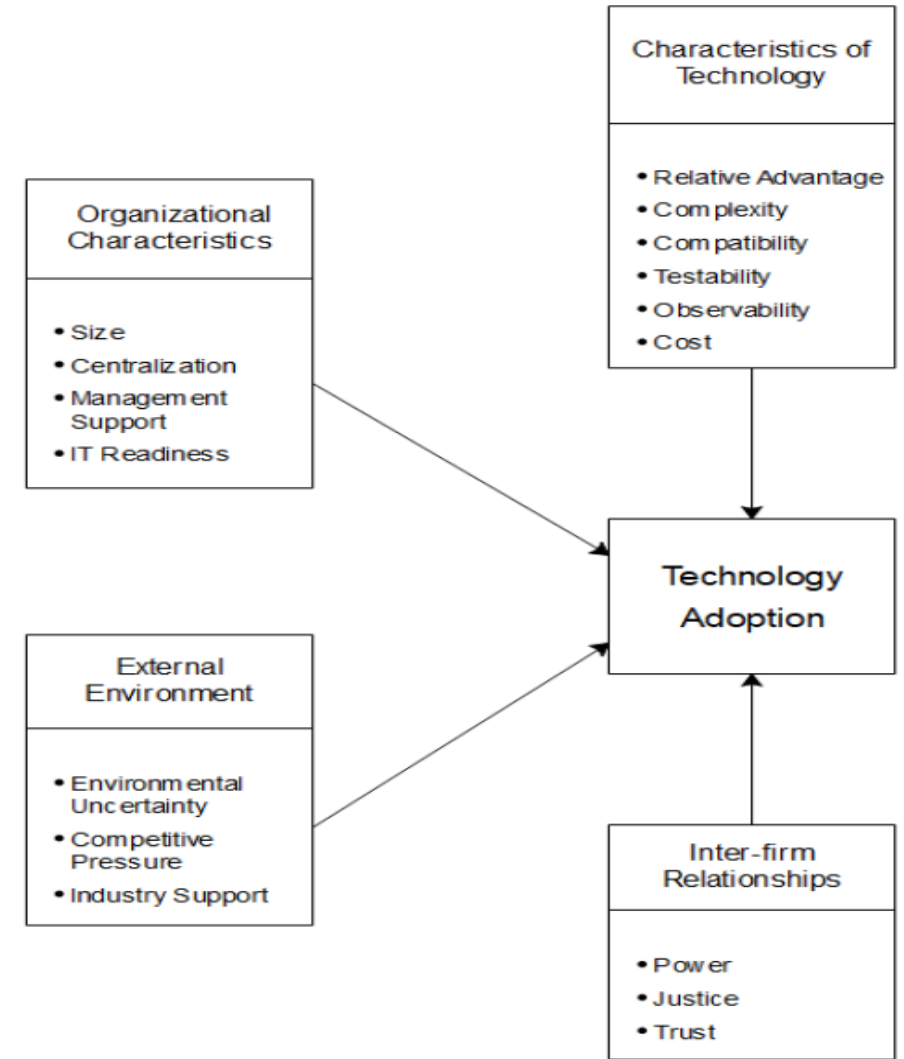 Characteristics of
Technology
• Relative Advantage
• Complexity
• Compatibility
• Testability
• Observability
• Cost
Organizational
Characteristics
• Size
• Centralization
• Management
Support
• IT Readiness
Technology
Adoption
External
Environment
• Environmental
Uncertainty
• Competitive
Pressure
• Industry Support
Inter-firm
Relationships
• Power
• Justice
• Trust